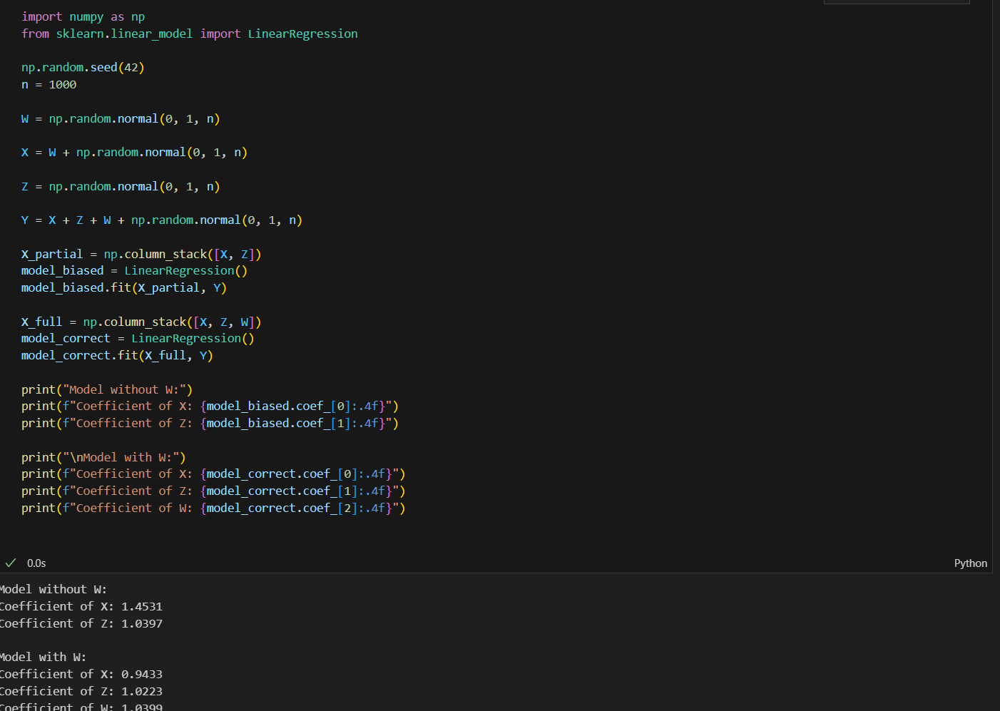 import numpy as np
from sklearn.linear_model import LinearRegression
np.random.seed(42)
n = 1000
W = np.random.normal(0, 1, n)
X = W + np.random.normal(0, 1, n)
Z = np.random.normal(0, 1, n)
Y = X + Z + W + np.random.normal(0, 1, n)
X_partial = np.column_stack([X, Z])
model_biased = LinearRegression()
model_biased.fit(X_partial, Y)
X_full = np.column_stack([X, Z, W])
model_correct = LinearRegression()
model_correct.fit(X_full, Y)
print("Model without W:")
print(f"Coefficient of X: {model_biased.coef_[0]:.4f}")
print(f"Coefficient of Z: {model_biased.coef_[1]:.4f}")
print("\nModel with W:")
print(f"Coefficient of X: {model_correct.coef_[0]:.4f}")
print(f"Coefficient of Z: {model_correct.coef_[1]:.4f}")
print(f"Coefficient of W: {model_correct.coef_[2]:.4f}")
0.0s
Python
Model without W:
Coefficient of X: 1.4531
Coefficient of Z: 1.0397
Model with W:
Coefficient of X: 0.9433
Coefficient of Z: 1.0223
Coefficient of W: 1.0399